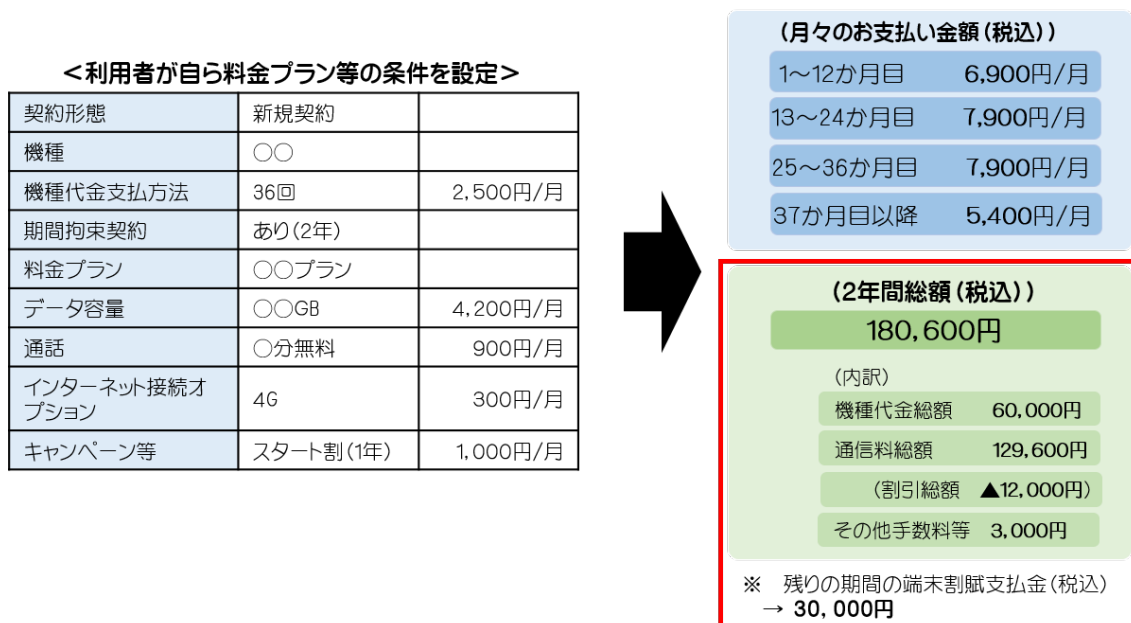 <利用者が自ら料金プラン等の条件を設定>
契約形態 新規契約
機種 ○○
機種代金支払方法 36回 2,500円/月
期間拘束契約 あり(2年)
料金プラン ○○プラン
データ容量 ○○GB 4,200円/月
通話 ○分無料 900円/月
インターネット接続オ
プション 4G 300円/月
キャンペーン等 スタート割(1年) 1,000円/月
(月々のお支払い金額(税込))
1~12か月目 6,900円/月
13~24か月目 7,900円/月
25~36か月目 7,900円/月
37か月目以降 5,400円/月
(2年間総額(税込))
180,600円
(内訳)
機種代金総額 60,000円
通信料総額 129,600円
(割引総額 ▲12,000円)
その他手数料等 3,000円
※ 残りの期間の端末割賦支払金(税込)
→ 30,000円